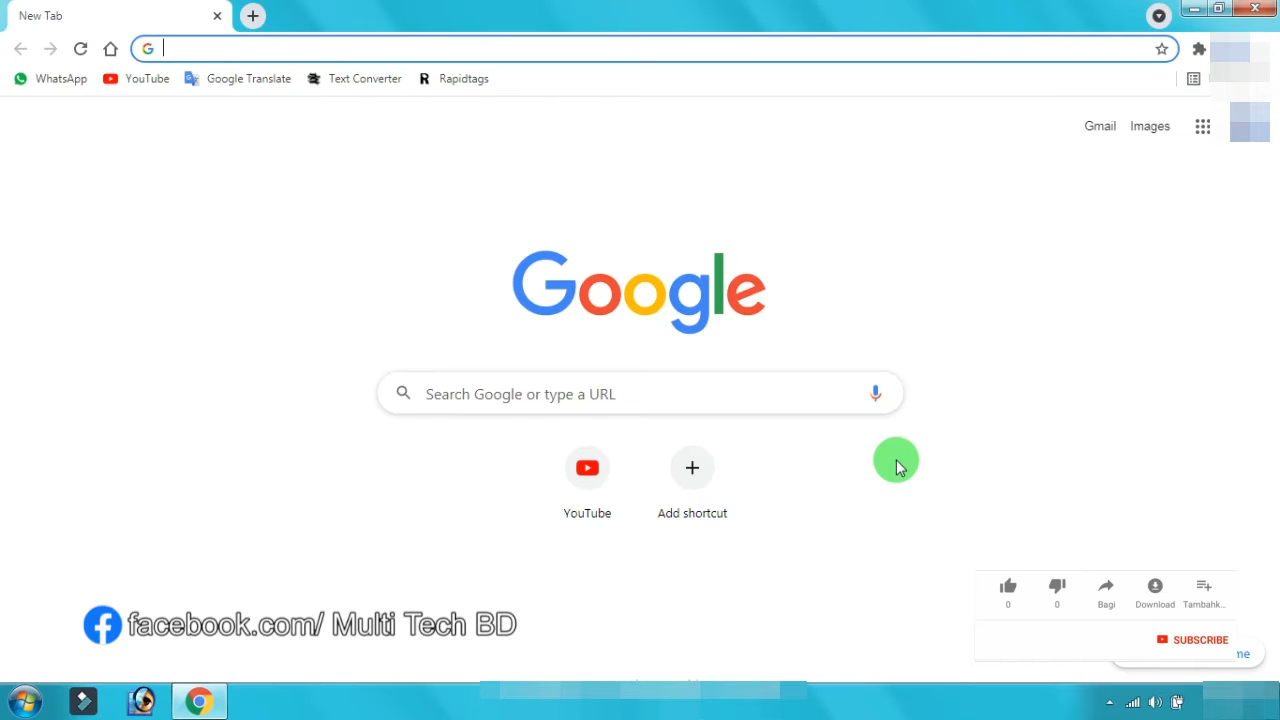 New Tab
WhatsApp YouTube Google Translate Text Converter Rapidtags
Gmail Images
Google
Search Google or type a URL
YouTube Add shortcut
facebook.com/ Multi Tech BD
0 0 Bagi Download Tambahk...
SUBSCRIBE
me